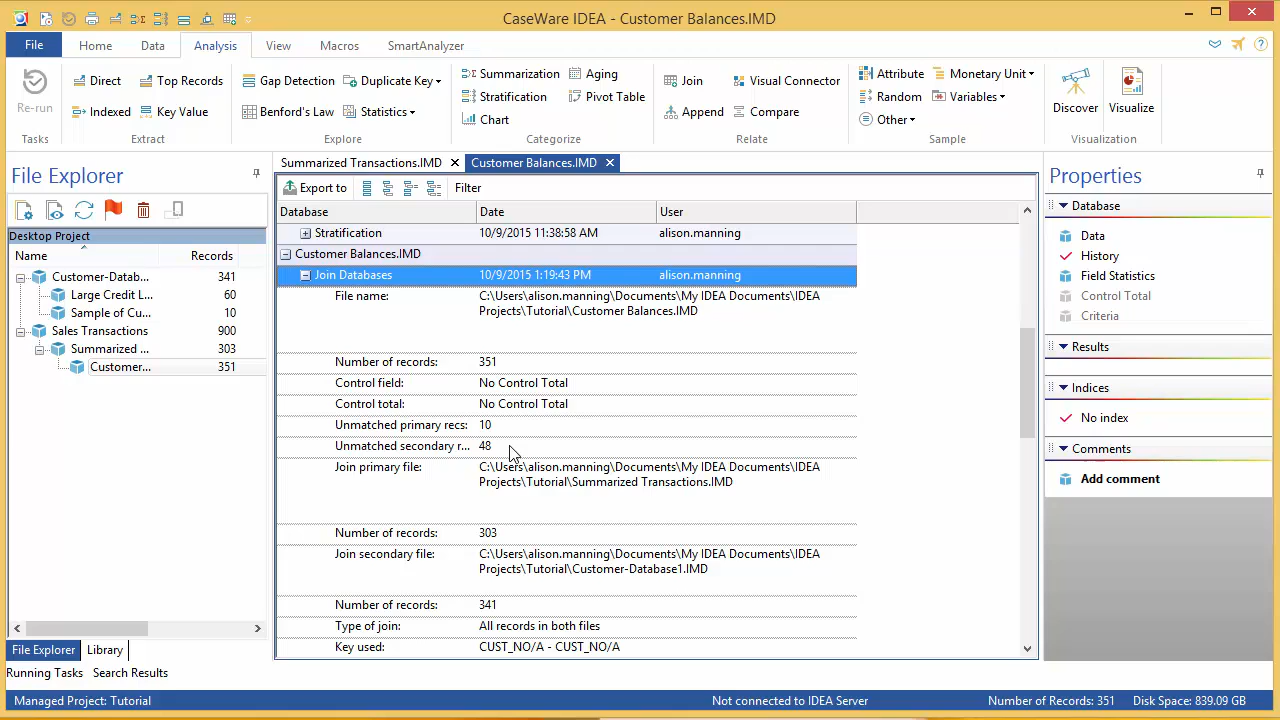 CaseWare IDEA - Customer Balances.IMD
File Home Data Analysis View Macros SmartAnalyzer
Re-run
Tasks
Direct Top Records
Indexed Key Value
Extract
Gap Detection Duplicate Key
Benford's Law Statistics
Explore
Summarization Aging
Stratification Pivot Table
Chart
Categorize
Join Visual Connector
Append Compare
Relate
Attribute Monetary Unit
Random Variables
Other
Sample
Discover Visualize
Visualization
File Explorer
Desktop Project
Name Records
Customer-Datab... 341
Large Credit L... 60
Sample of Cu... 10
Sales Transactions 900
Summarized ... 303
Customer... 351
File Explorer Library
Summarized Transactions.IMD Customer Balances.IMD
Export to Filter
Database Date User
Stratification 10/9/2015 11:38:58 AM alison.manning
Customer Balances.IMD
Join Databases 10/9/2015 1:19:43 PM alison.manning
File name: C:\Users\alison.manning\Documents\My IDEA Documents\IDEA
Projects\Tutorial\Customer Balances.IMD
Number of records: 351
Control field: No Control Total
Control total: No Control Total
Unmatched primary recs: 10
Unmatched secondary r... 48
Join primary file: C:\Users\alison.manning\Documents\My IDEA Documents\IDEA
Projects\Tutorial\Summarized Transactions.IMD
Number of records: 303
Join secondary file: C:\Users\alison.manning\Documents\My IDEA Documents\IDEA
Projects\Tutorial\Customer-Database1.IMD
Number of records: 341
Type of join: All records in both files
Key used: CUST_NO/A - CUST_NO/A
Properties
Database
Data
History
Field Statistics
Control Total
Criteria
Results
Indices
No index
Comments
Add comment
Running Tasks Search Results
Managed Project: Tutorial Not connected to IDEA Server Number of Records: 351 Disk Space: 839.09 GB